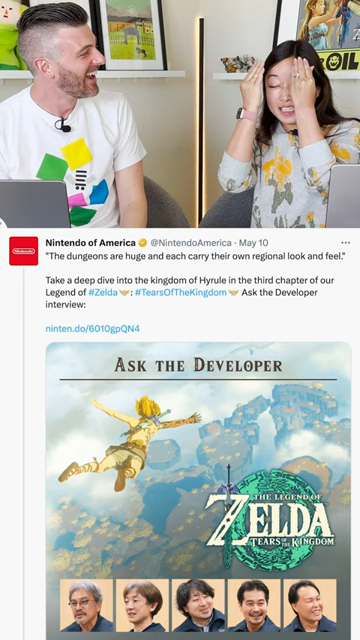 OIL
Nintendo
Nintendo of America @NintendoAmerica · May 10
"The dungeons are huge and each carry their own regional look and feel."
Take a deep dive into the kingdom of Hyrule in the third chapter of our
Legend of #Zelda : #TearsOfTheKingdom Ask the Developer
interview:
ninten.do/6010gpQN4
ASK THE DEVELOPER
THE LEGEND OF
ZELDA
TEARS OF THE KINGDOM